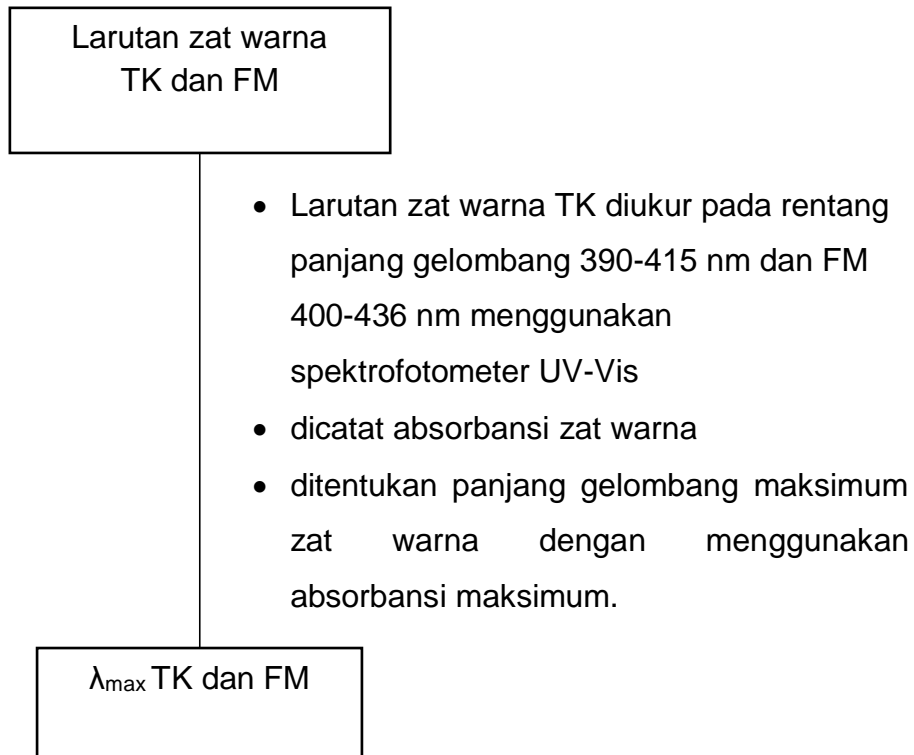 Larutan zat warna
TK dan FM
• Larutan zat warna TK diukur pada rentang
panjang gelombang 390-415 nm dan FM
400-436 nm menggunakan
spektrofotometer UV-Vis
• dicatat absorbansi zat warna
• ditentukan panjang gelombang maksimum
zat warna dengan menggunakan
absorbansi maksimum.
λmax TK dan FM